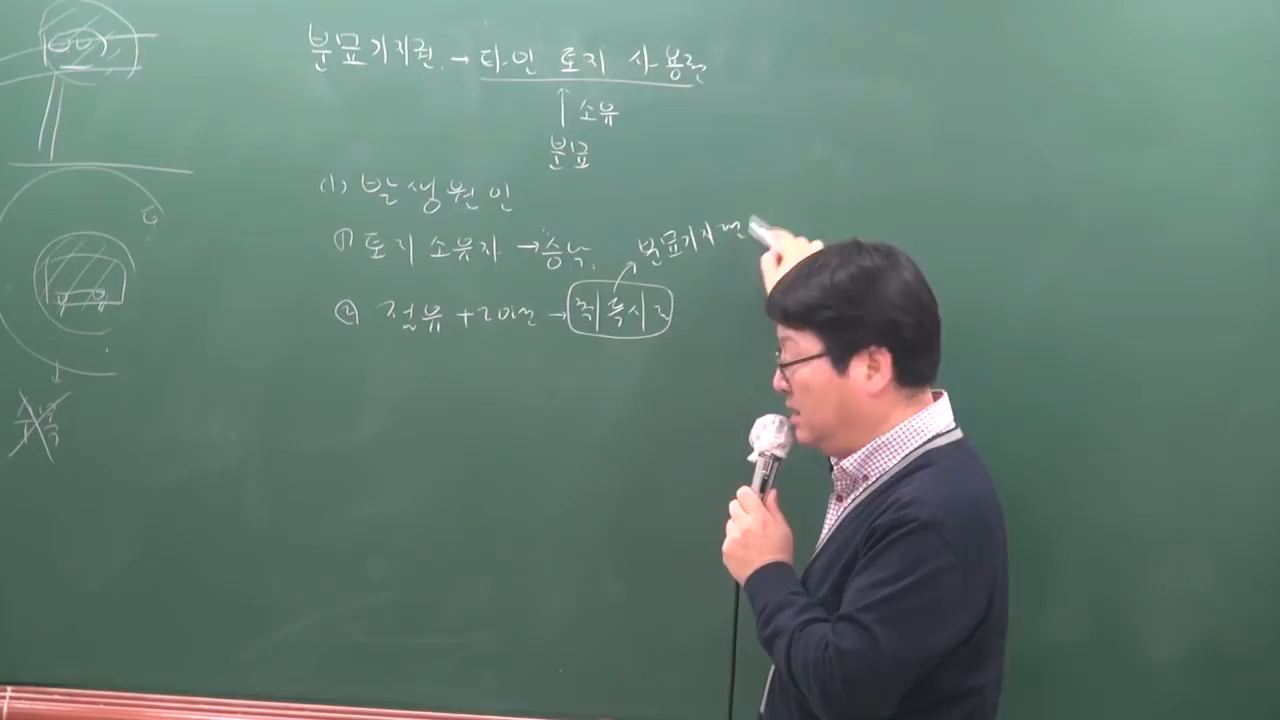 분묘기지권. → 타인 토지 사용권
↑ 소유
분묘
(1) 발생원인
① 토지 소유자 → 승낙.
분묘기지권
② 점유 + 20년 → 취득시효